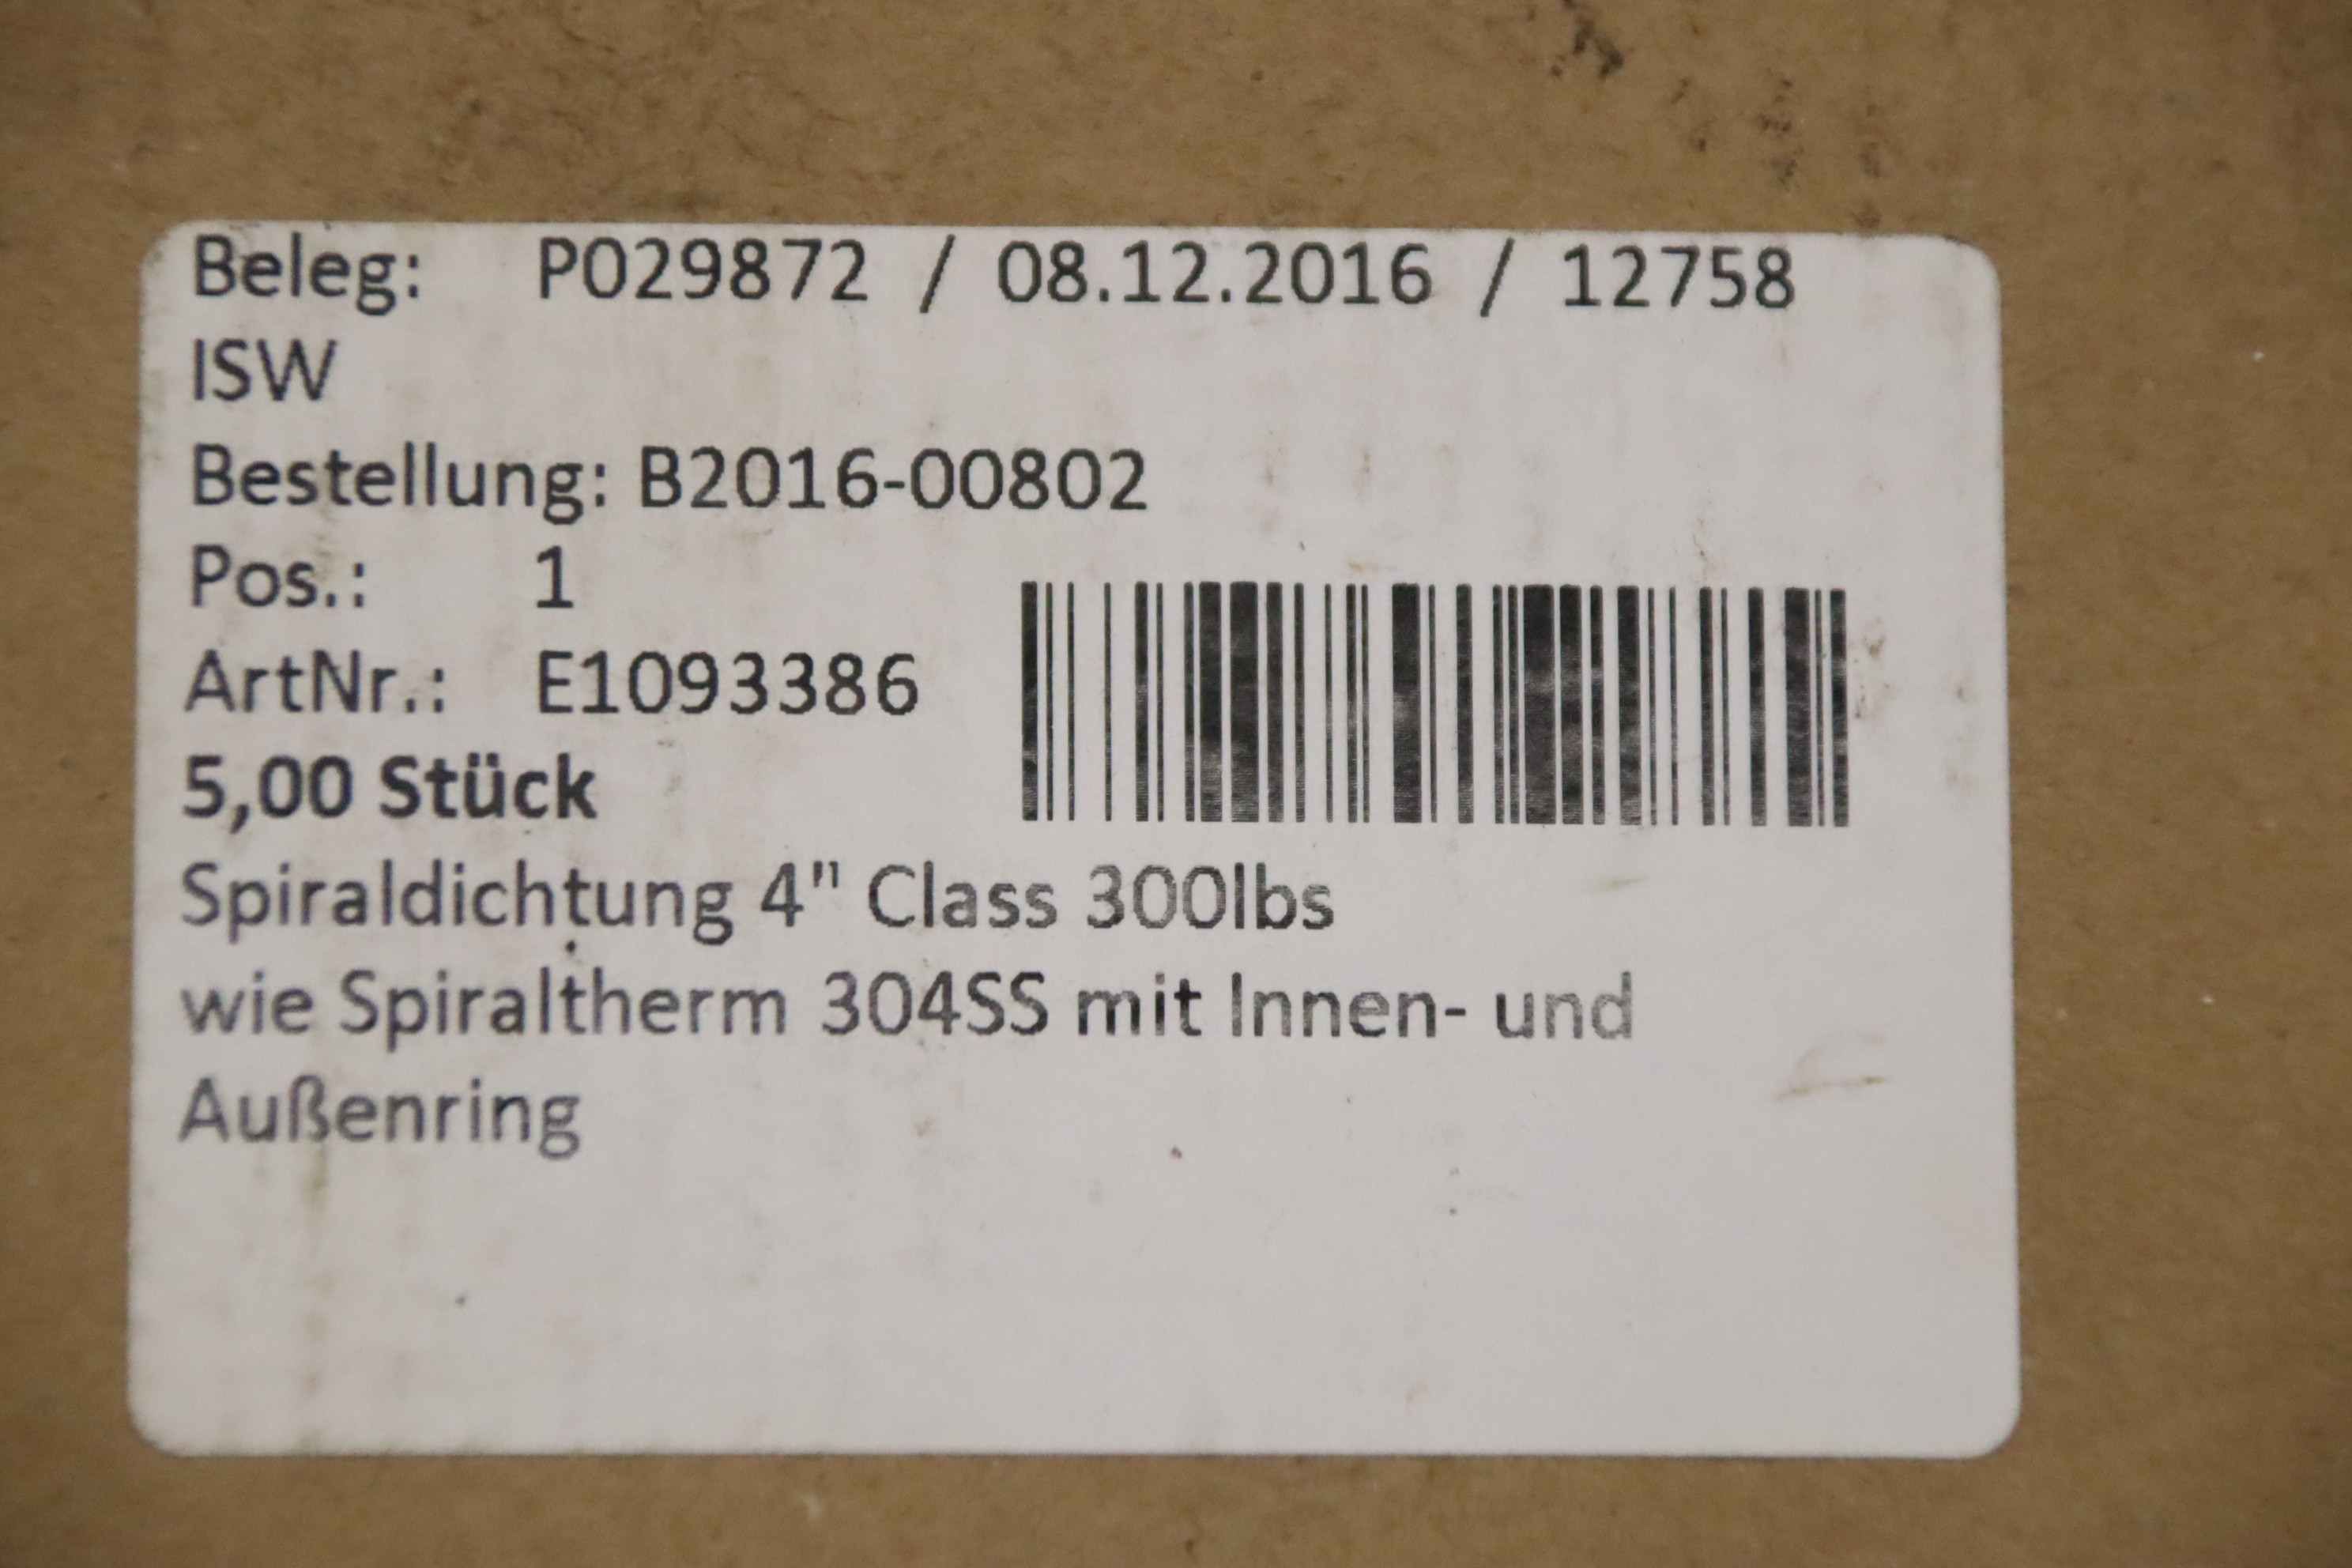 Beleg: P029872 / 08.12.2016 / 12758
ISW
Bestellung: B2016-00802
Pos.: 1
ArtNr.: E1093386
5,00 Stück
Spiraldichtung 4" Class 300lbs
wie Spiraltherm 304SS mit Innen- und
Außenring